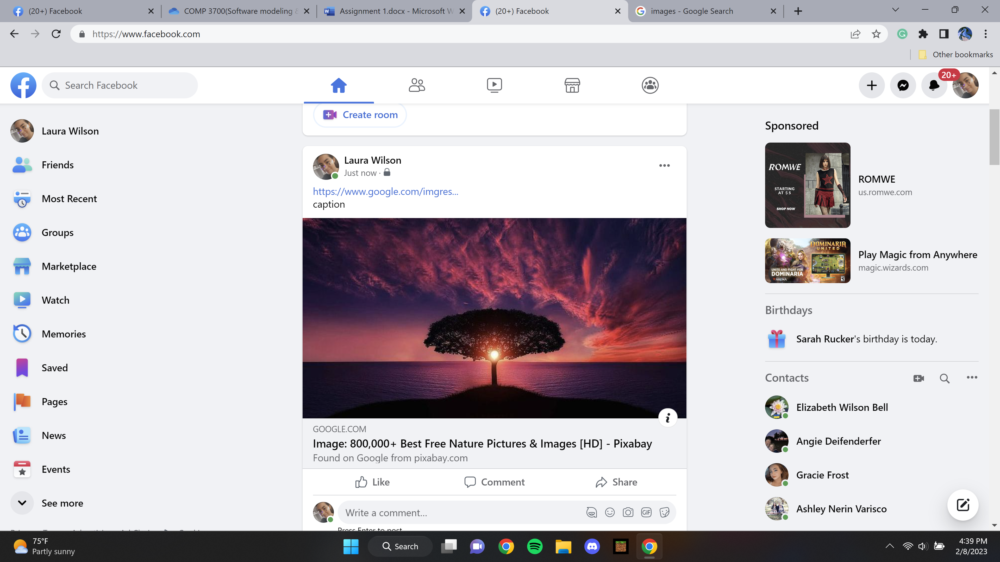 (20+) Facebook
COMP 3700(Software modeling &
Assignment 1.docx - Microsoft W
(20+) Facebook
images - Google Search
https://www.facebook.com
Other bookmarks
Search Facebook
20+
Laura Wilson
Friends
Most Recent
Groups
Marketplace
Watch
Memories
Saved
Pages
News
Events
See more
Create room
Laura Wilson
Just now ·
https://www.google.com/imgres...
caption
i
GOOGLE.COM
Image: 800,000+ Best Free Nature Pictures & Images [HD] - Pixabay
Found on Google from pixabay.com
Like
Comment
Share
Write a comment...
GIF
Press Enter to post
Sponsored
ROMWE
STARTING
AT $5
SHOP NOW
ROMWE
us.romwe.com
DOMINARIA
UNITED
UNITE AND FIGHT FOR
DOMINARIA
ARENA
Play Magic from Anywhere
magic.wizards.com
Birthdays
Sarah Rucker's birthday is today.
Contacts
Elizabeth Wilson Bell
Angie Deifenderfer
Gracie Frost
Ashley Nerin Varisco
75°F
Partly sunny
Search
4:39 PM
2/8/2023